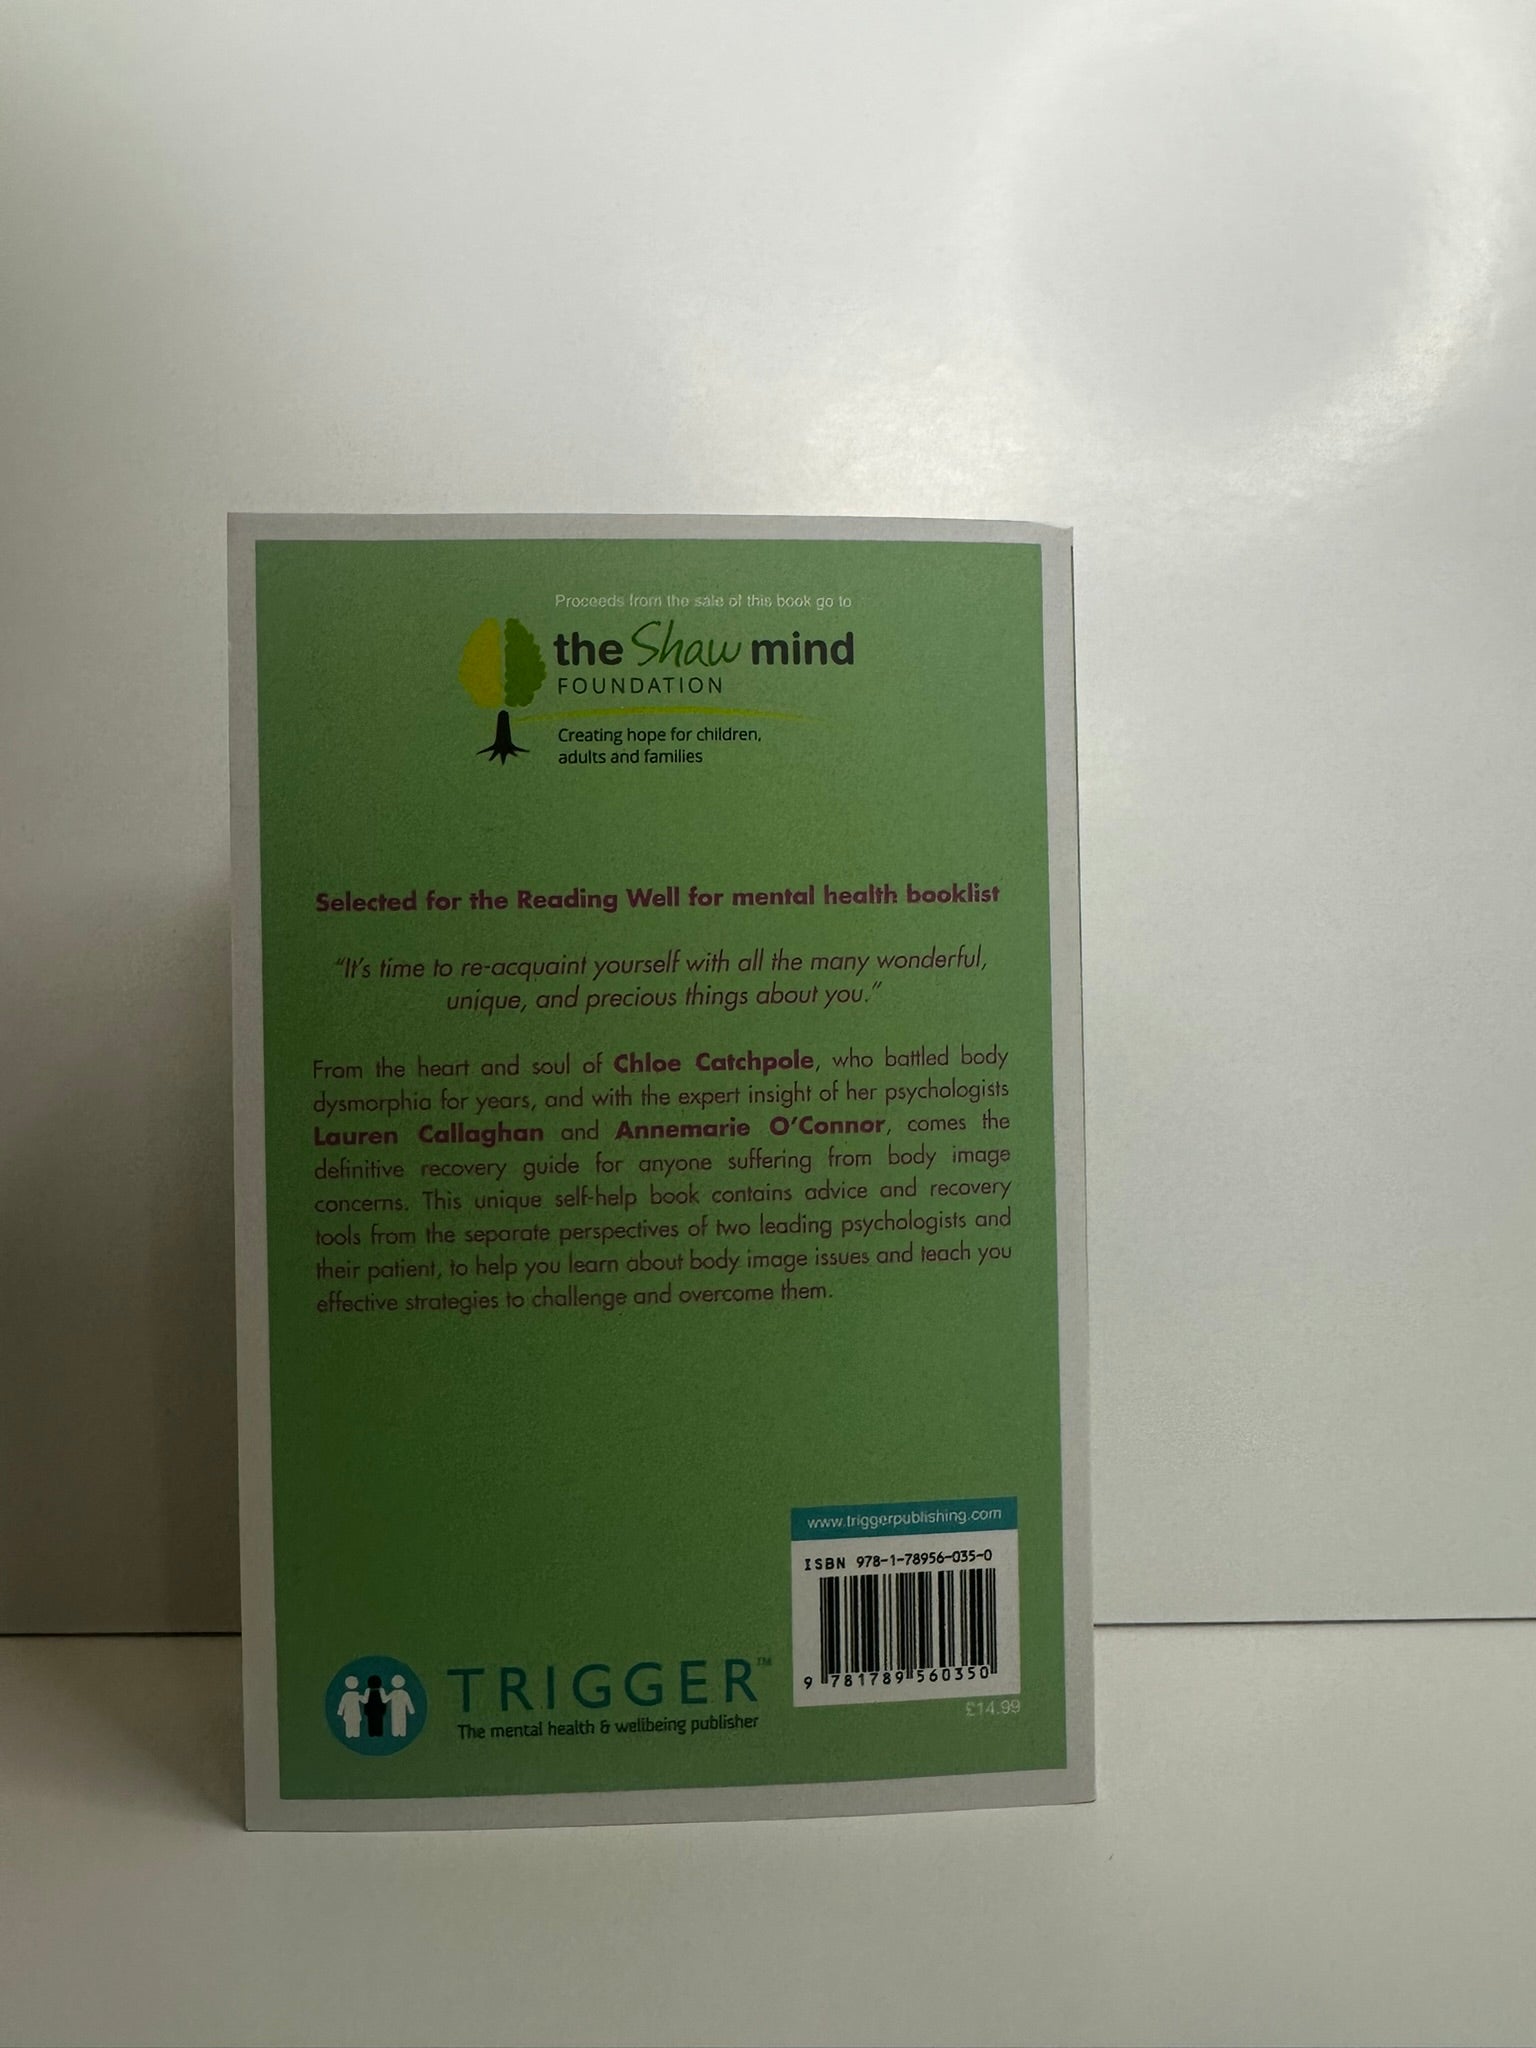 Proceeds from the sale of this book go to
the Shaw mind
FOUNDATION
Creating hope for children,
adults and families
Selected for the Reading Well for mental health booklist
“It’s time to re-acquaint yourself with all the many wonderful,
unique, and precious things about you.”
From the heart and soul of Chloe Catchpole, who battled body
dysmorphia for years, and with the expert insight of her psychologists
Lauren Callaghan and Annemarie O’Connor, comes the
definitive recovery guide for anyone suffering from body image
concerns. This unique self-help book contains advice and recovery
tools from the separate perspectives of two leading psychologists and
their patient, to help you learn about body image issues and teach you
effective strategies to challenge and overcome them.
www.triggerpublishing.com
ISBN 978-1-78956-035-0
9 781789 560350
£14.99
TRIGGER™
The mental health & wellbeing publisher